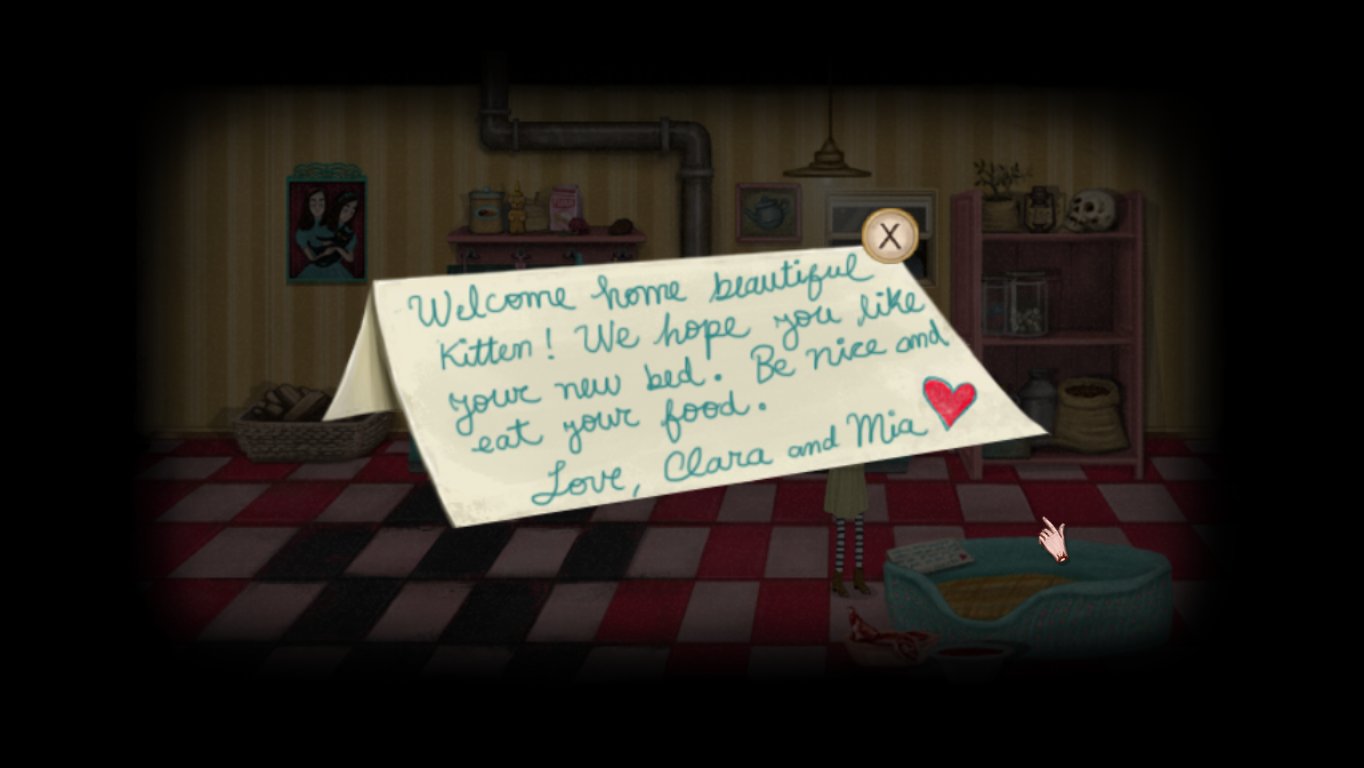 X
Welcome home beautiful
Kitten! We hope you like
your new bed. Be nice and
eat your food.
Love, Clara and Mia